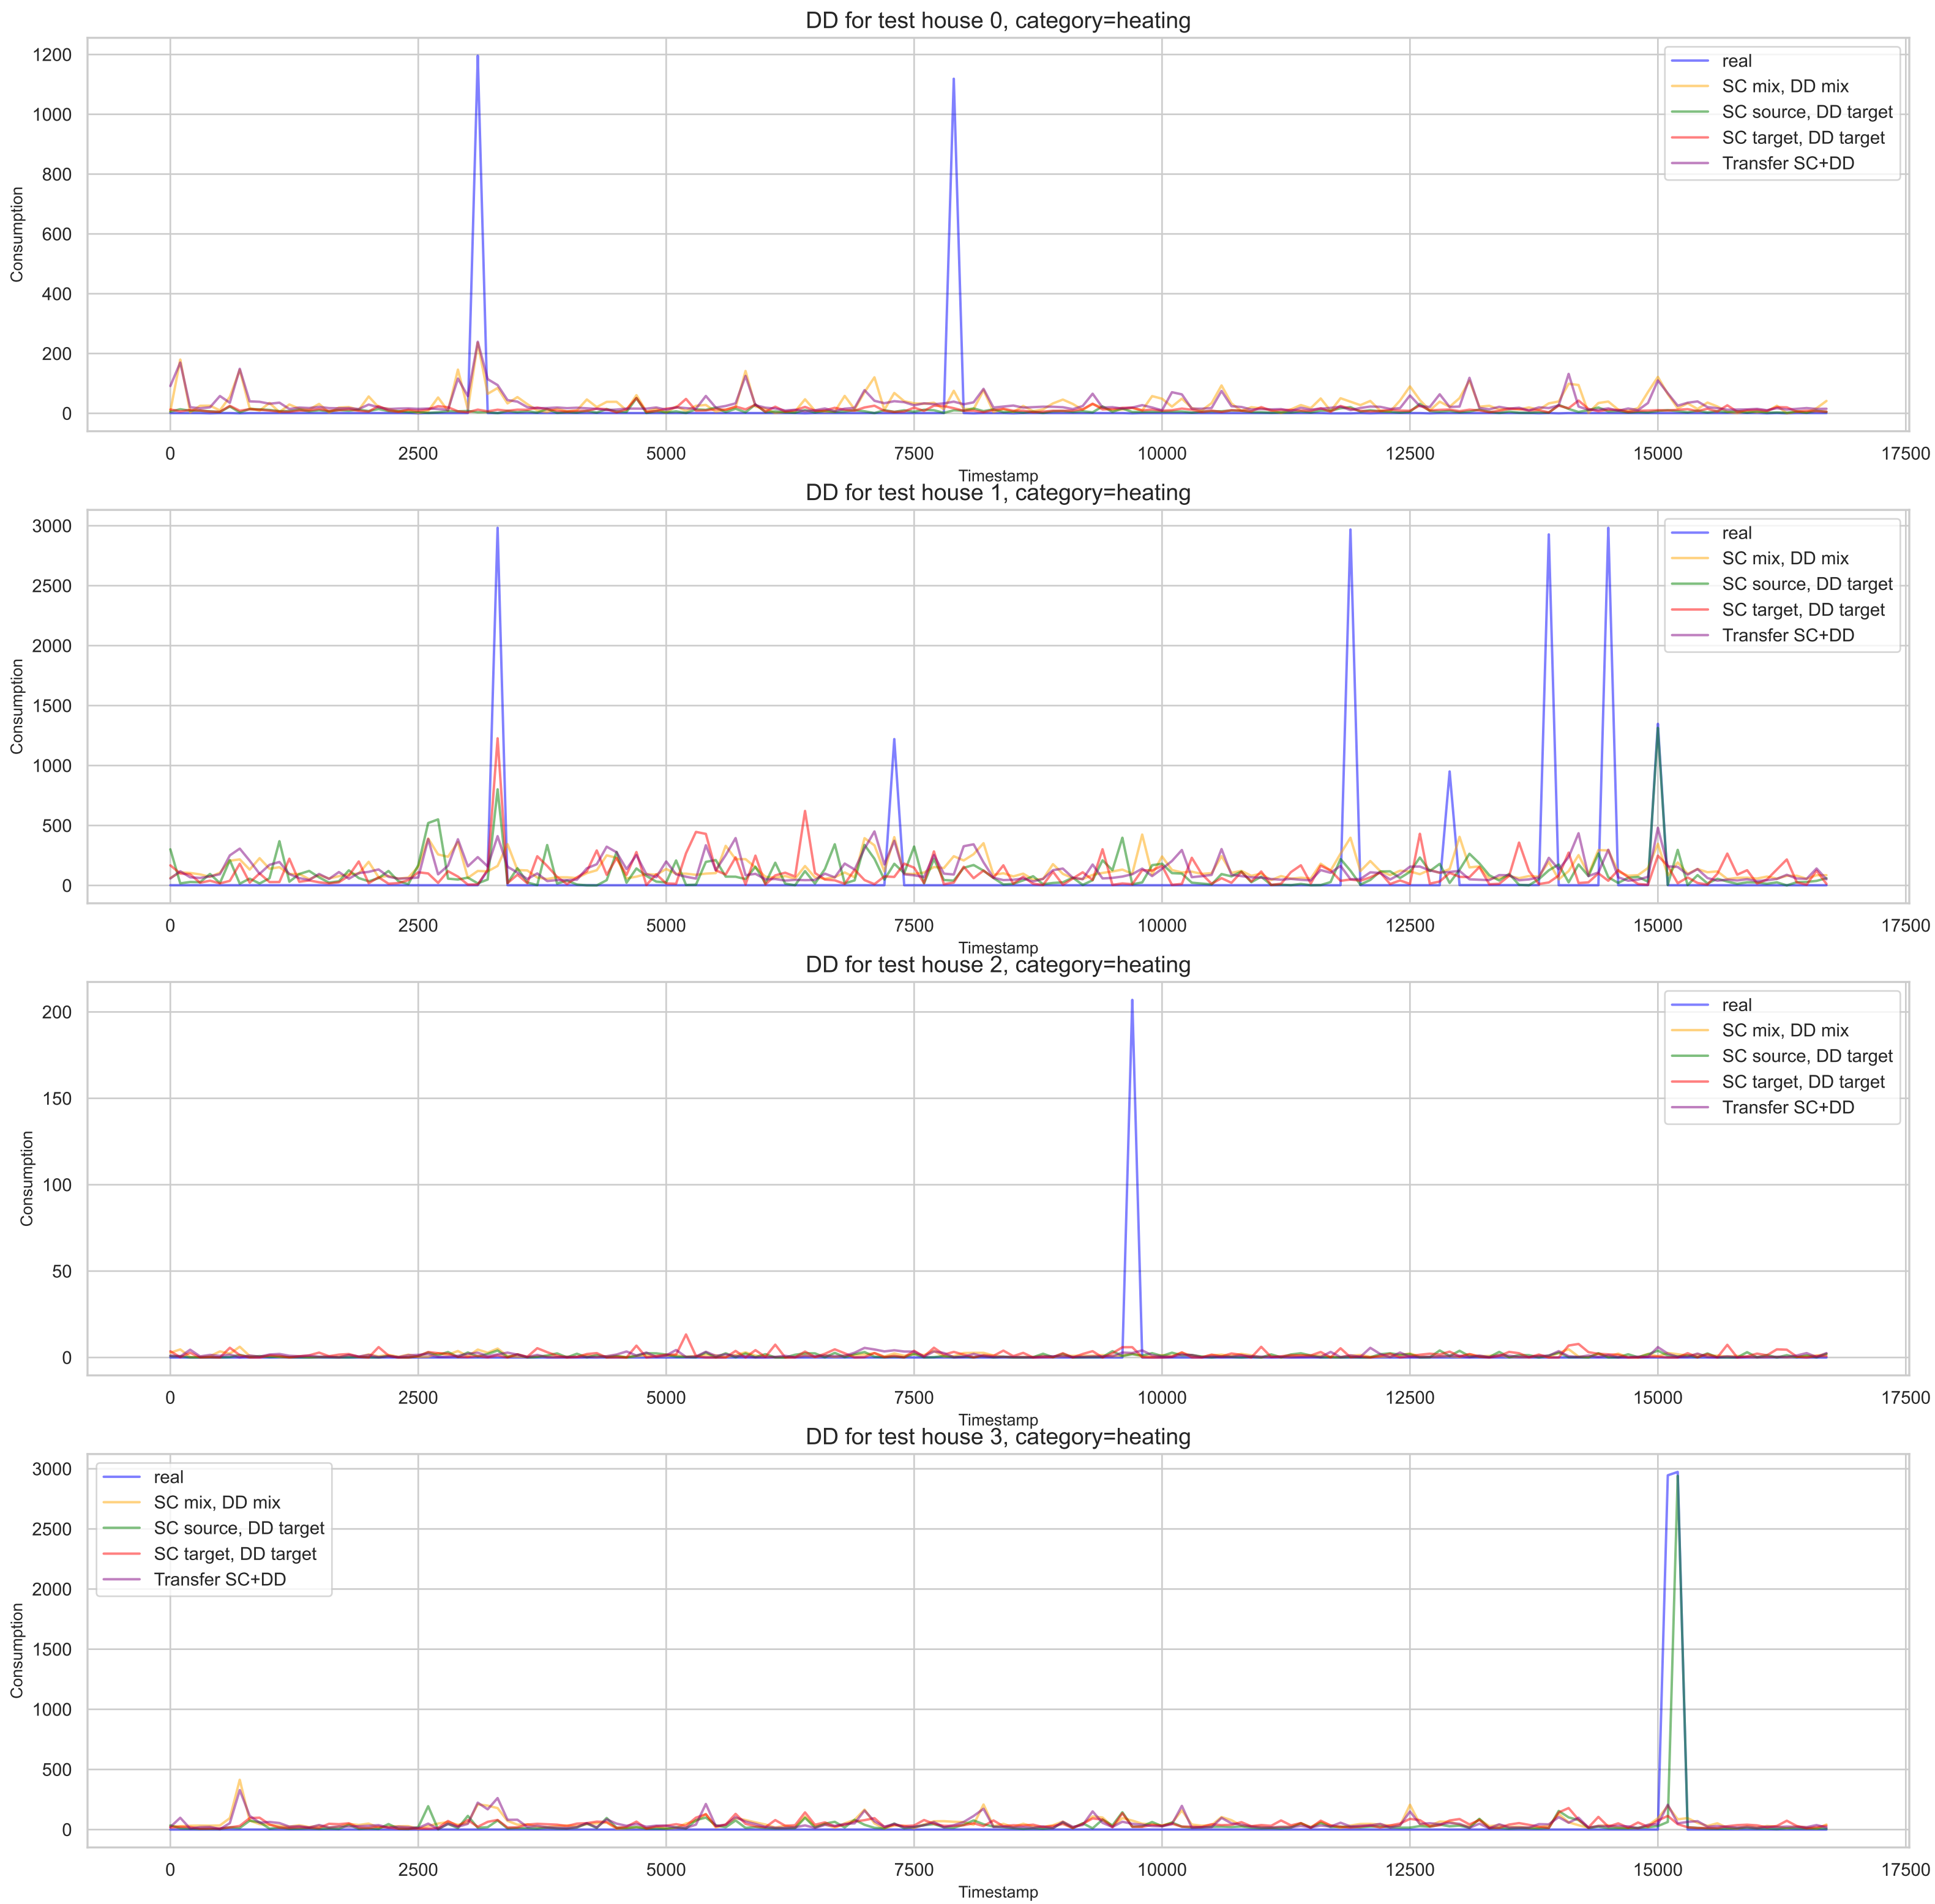 DD for test house 0, category=heating
1200
1000
800
600
400
200
0
Consumption
real
SC mix, DD mix
SC source, DD target
SC target, DD target
Transfer SC+DD
0 2500 5000 7500 10000 12500 15000 17500
Timestamp
DD for test house 1, category=heating
3000
2500
2000
1500
1000
500
0
Consumption
real
SC mix, DD mix
SC source, DD target
SC target, DD target
Transfer SC+DD
0 2500 5000 7500 10000 12500 15000 17500
Timestamp
DD for test house 2, category=heating
200
150
100
50
0
Consumption
real
SC mix, DD mix
SC source, DD target
SC target, DD target
Transfer SC+DD
0 2500 5000 7500 10000 12500 15000 17500
Timestamp
DD for test house 3, category=heating
3000
2500
2000
1500
1000
500
0
Consumption
real
SC mix, DD mix
SC source, DD target
SC target, DD target
Transfer SC+DD
0 2500 5000 7500 10000 12500 15000 17500
Timestamp